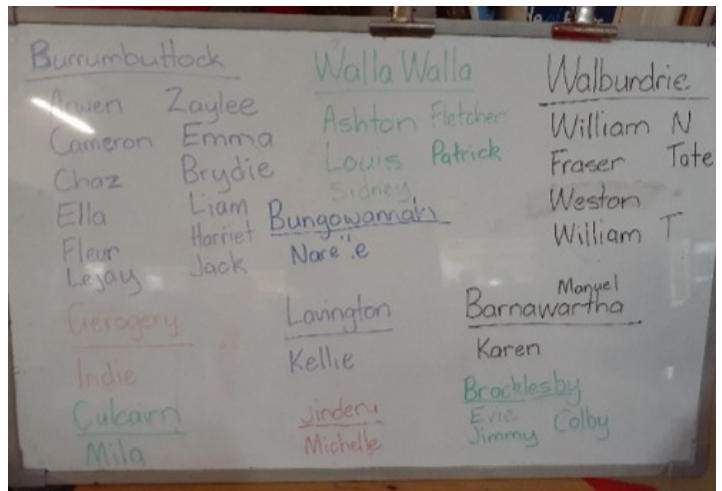 Burrumbuttock
Arwen Zaylee
Cameron Emma
Chaz Brydie
Ella Liam
Fleur Harriet
Lejay Jack
Walla Walla
Ashton Fletcher
Louis Patrick
Sidney
Walbundrie
William N
Fraser Tate
Weston
William T
Manuel
Bungowannah
Gerogery
Indie
Lavington
Kellie
Barnawartha
Karen
Culcairn
Mila
Jindera
Michelle
Brocklesby
Evie Colby
Jimmy